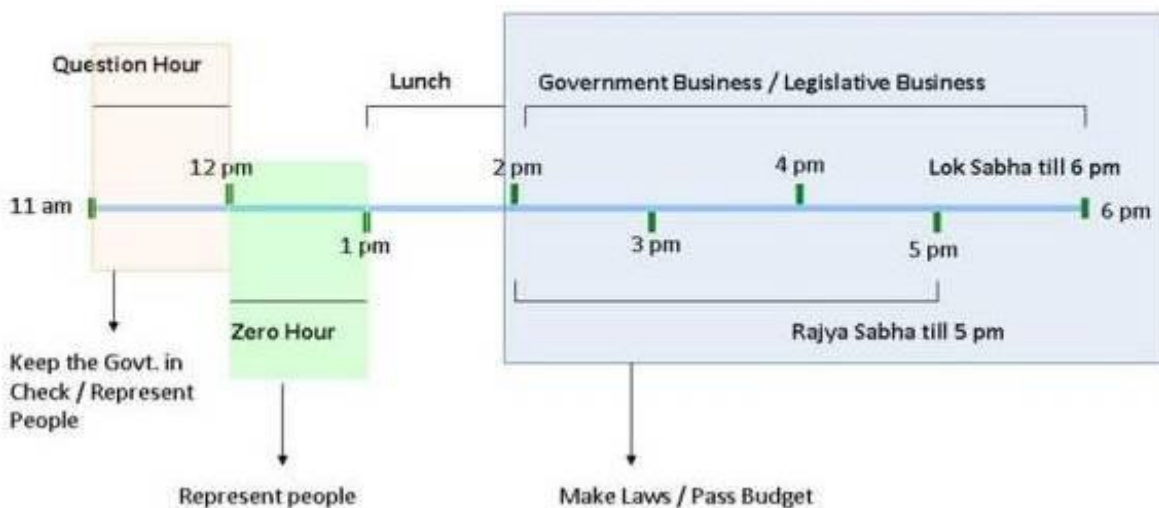 Question Hour
Lunch
Government Business / Legislative Business
12 pm
2 pm
4 pm
Lok Sabha till 6 pm
11 am
6 pm
1 pm
3 pm
5 pm
Zero Hour
Rajya Sabha till 5 pm
Keep the Govt. in
Check / Represent
People
Represent people
Make Laws / Pass Budget